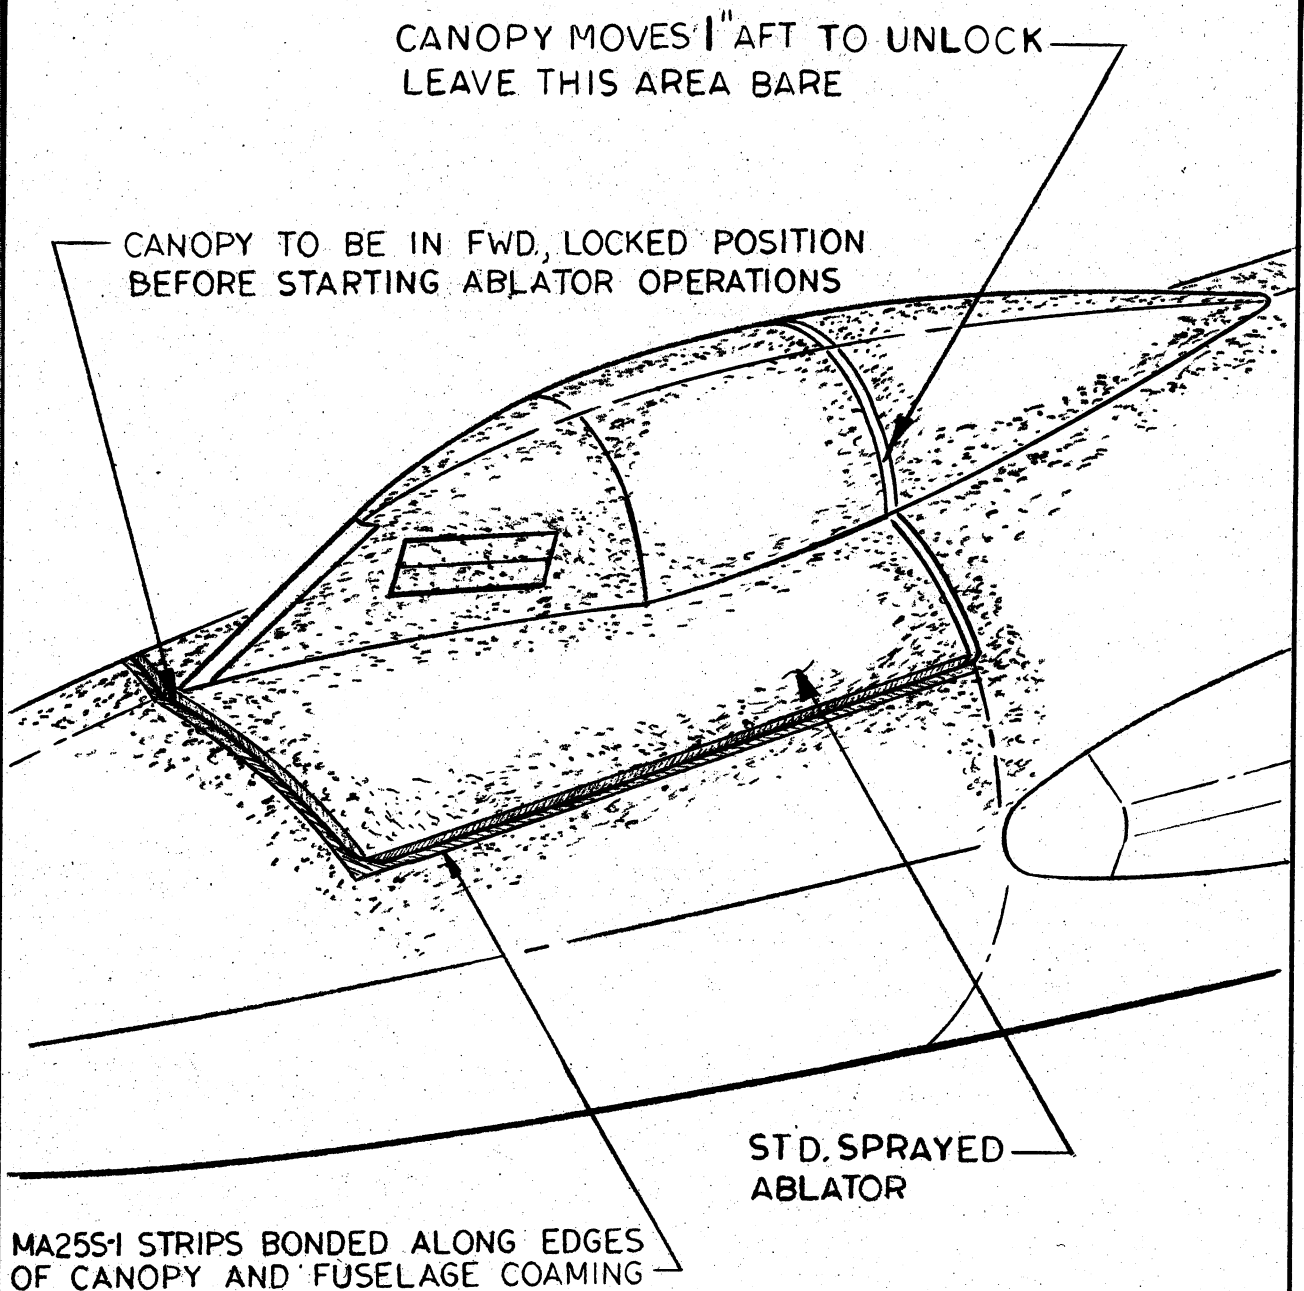 CANOPY MOVES 1" AFT TO UNLOCK
LEAVE THIS AREA BARE
CANOPY TO BE IN FWD., LOCKED POSITION
BEFORE STARTING ABLATOR OPERATIONS
STD. SPRAYED
ABLATOR
MA25S-1 STRIPS BONDED ALONG EDGES
OF CANOPY AND FUSELAGE COAMING